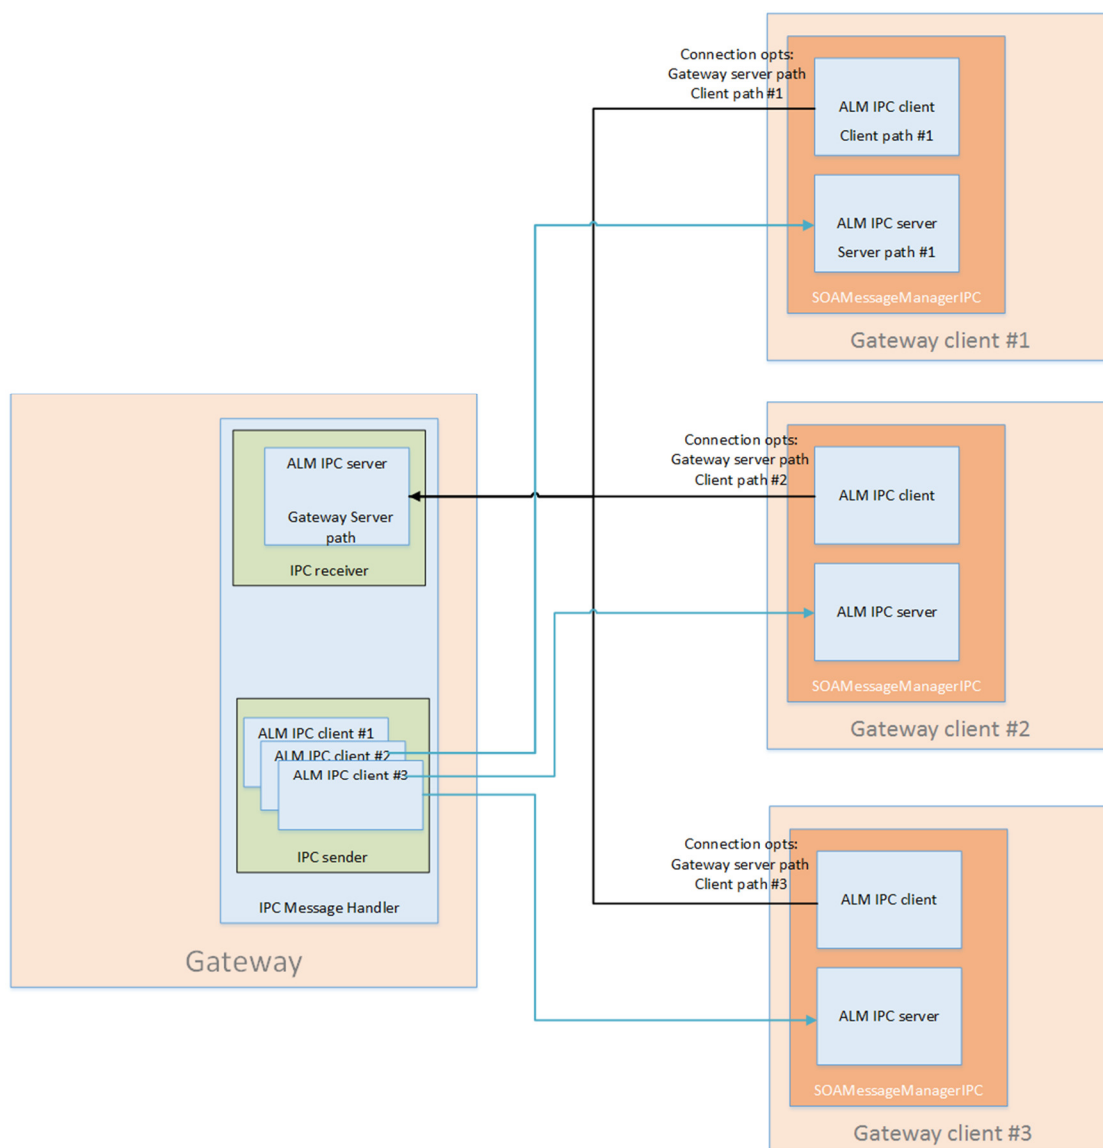 Connection opts:
Gateway server path
Client path #1
ALM IPC client
Client path #1
ALM IPC server
Server path #1
SOAMessageManagerIPC
Gateway client #1
Connection opts:
Gateway server path
Client path #2
ALM IPC client
ALM IPC server
SOAMessageManagerIPC
Gateway client #2
ALM IPC server
Gateway Server
path
IPC receiver
ALM IPC client #1
ALM IPC client #2
ALM IPC client #3
IPC sender
IPC Message Handler
Gateway
Connection opts:
Gateway server path
Client path #3
ALM IPC client
ALM IPC server
SOAMessageManagerIPC
Gateway client #3